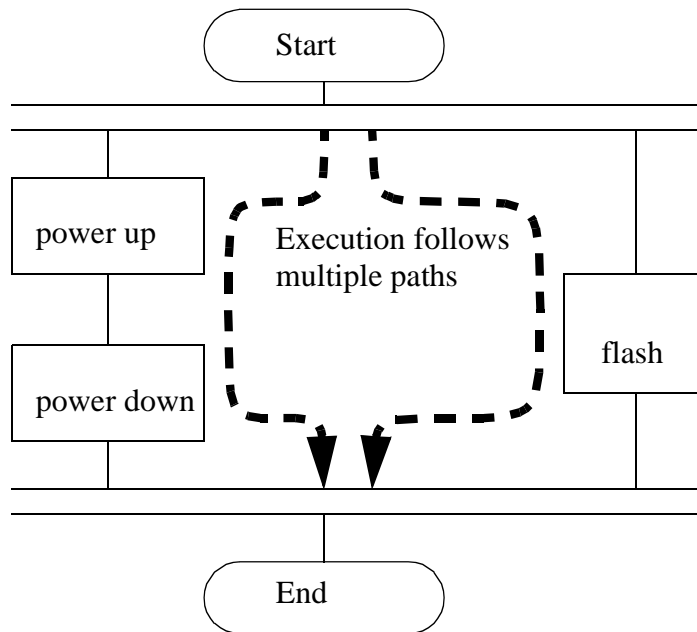 Start
power up
Execution follows
multiple paths
flash
power down
End